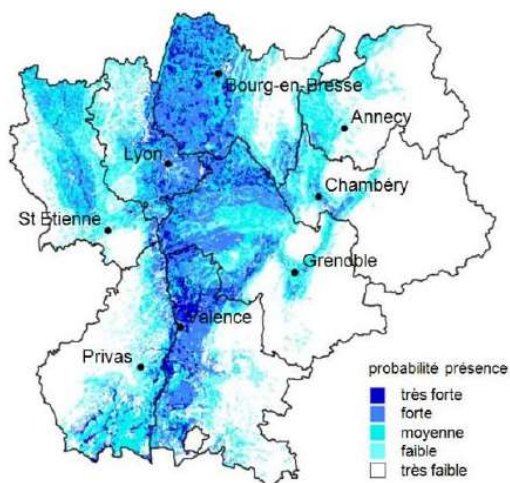 Bourg-en-Bresse
Annecy
Lyon
Chambéry
St Etienne
Grenoble
Valence
Privas
probabilité présence
très forte
forte
moyenne
faible
très faible